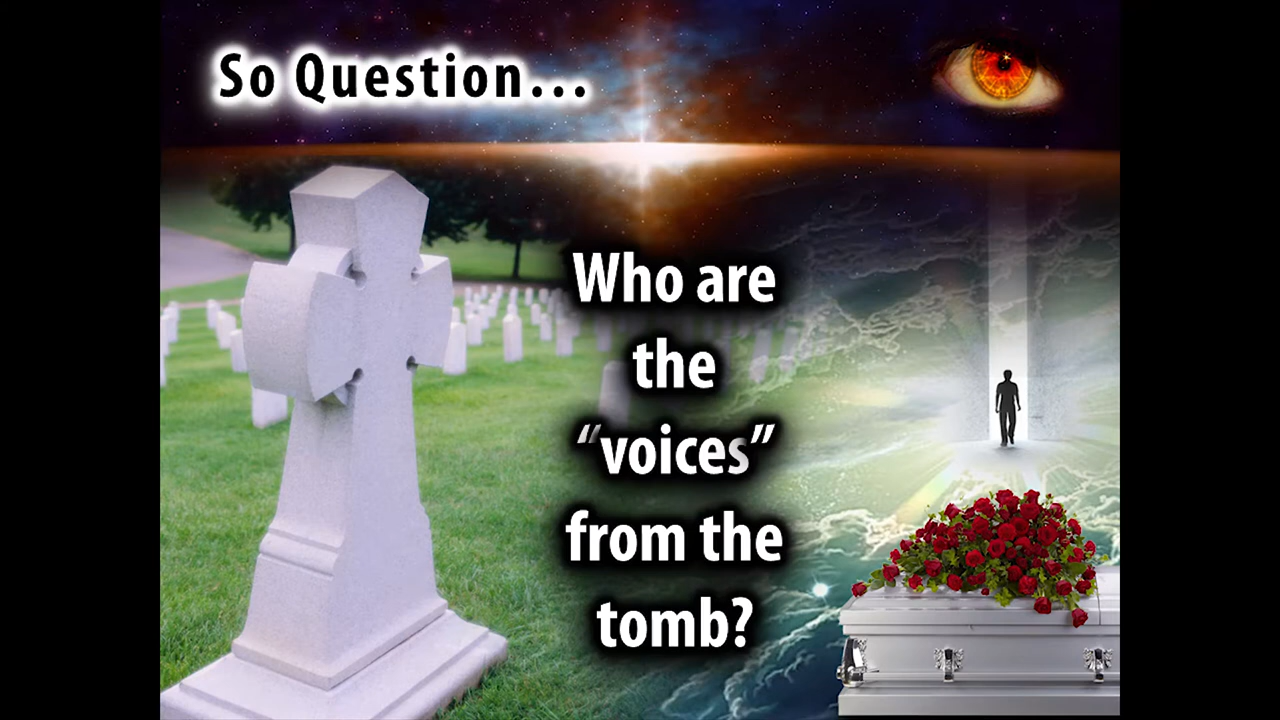 So Question...
Who are
the
“voices”
from the
tomb?